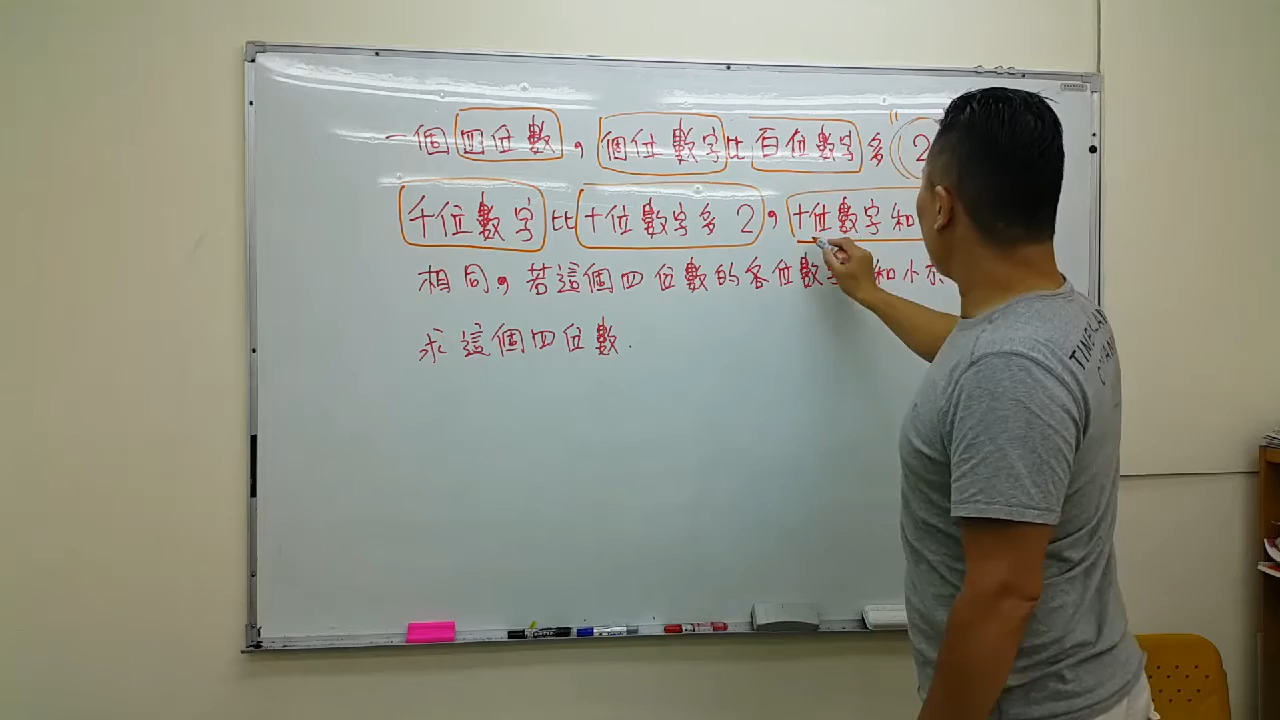 一個四位數，個位數字比百位數字多 2
千位數字比十位數字多 2，十位數字和
相同，若這個四位數的各位數字和小於
求這個四位數．